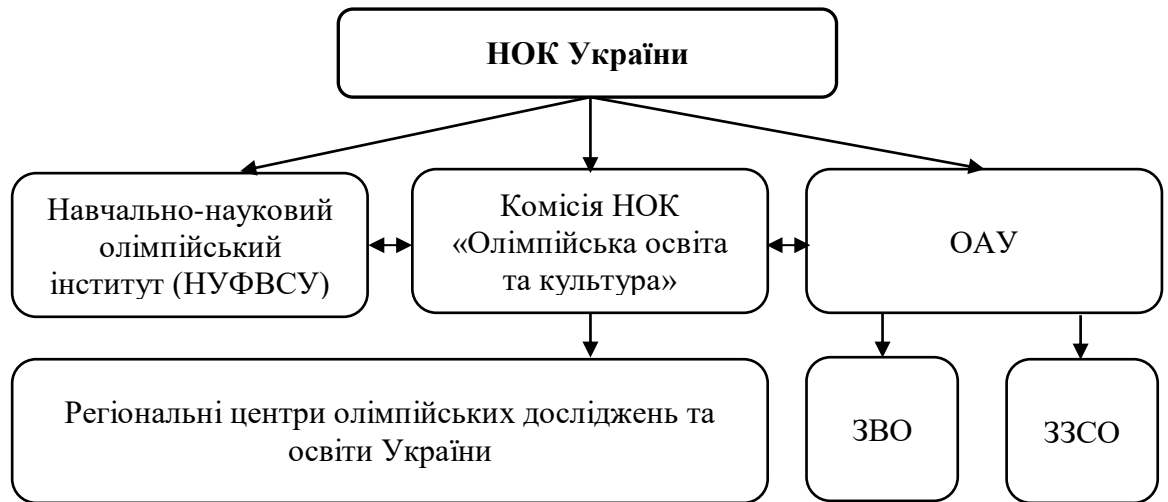 НОК України
Навчально-науковий
олімпійський
інститут (НУФВСУ)
Комісія НОК
«Олімпійська освіта
та культура»
ОАУ
Регіональні центри олімпійських досліджень та
освіти України
ЗВО
ЗЗСО